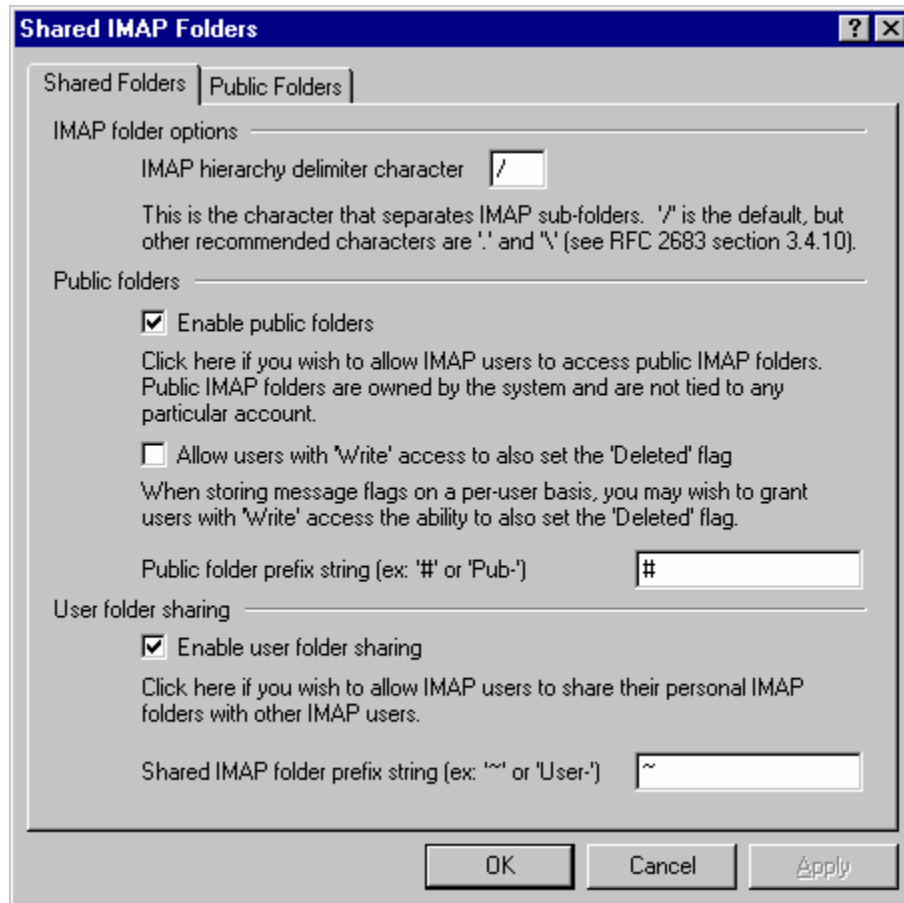 Shared IMAP Folders
Shared Folders
Public Folders
IMAP folder options
IMAP hierarchy delimiter character /
This is the character that separates IMAP sub-folders. '/' is the default, but
other recommended characters are '.' and '\' (see RFC 2683 section 3.4.10).
Public folders
Enable public folders
Click here if you wish to allow IMAP users to access public IMAP folders.
Public IMAP folders are owned by the system and are not tied to any
particular account.
Allow users with 'Write' access to also set the 'Deleted' flag
When storing message flags on a per-user basis, you may wish to grant
users with 'Write' access the ability to also set the 'Deleted' flag.
Public folder prefix string (ex: '#' or 'Pub-') #
User folder sharing
Enable user folder sharing
Click here if you wish to allow IMAP users to share their personal IMAP
folders with other IMAP users.
Shared IMAP folder prefix string (ex: '~' or 'User-') ~
OK Cancel Apply